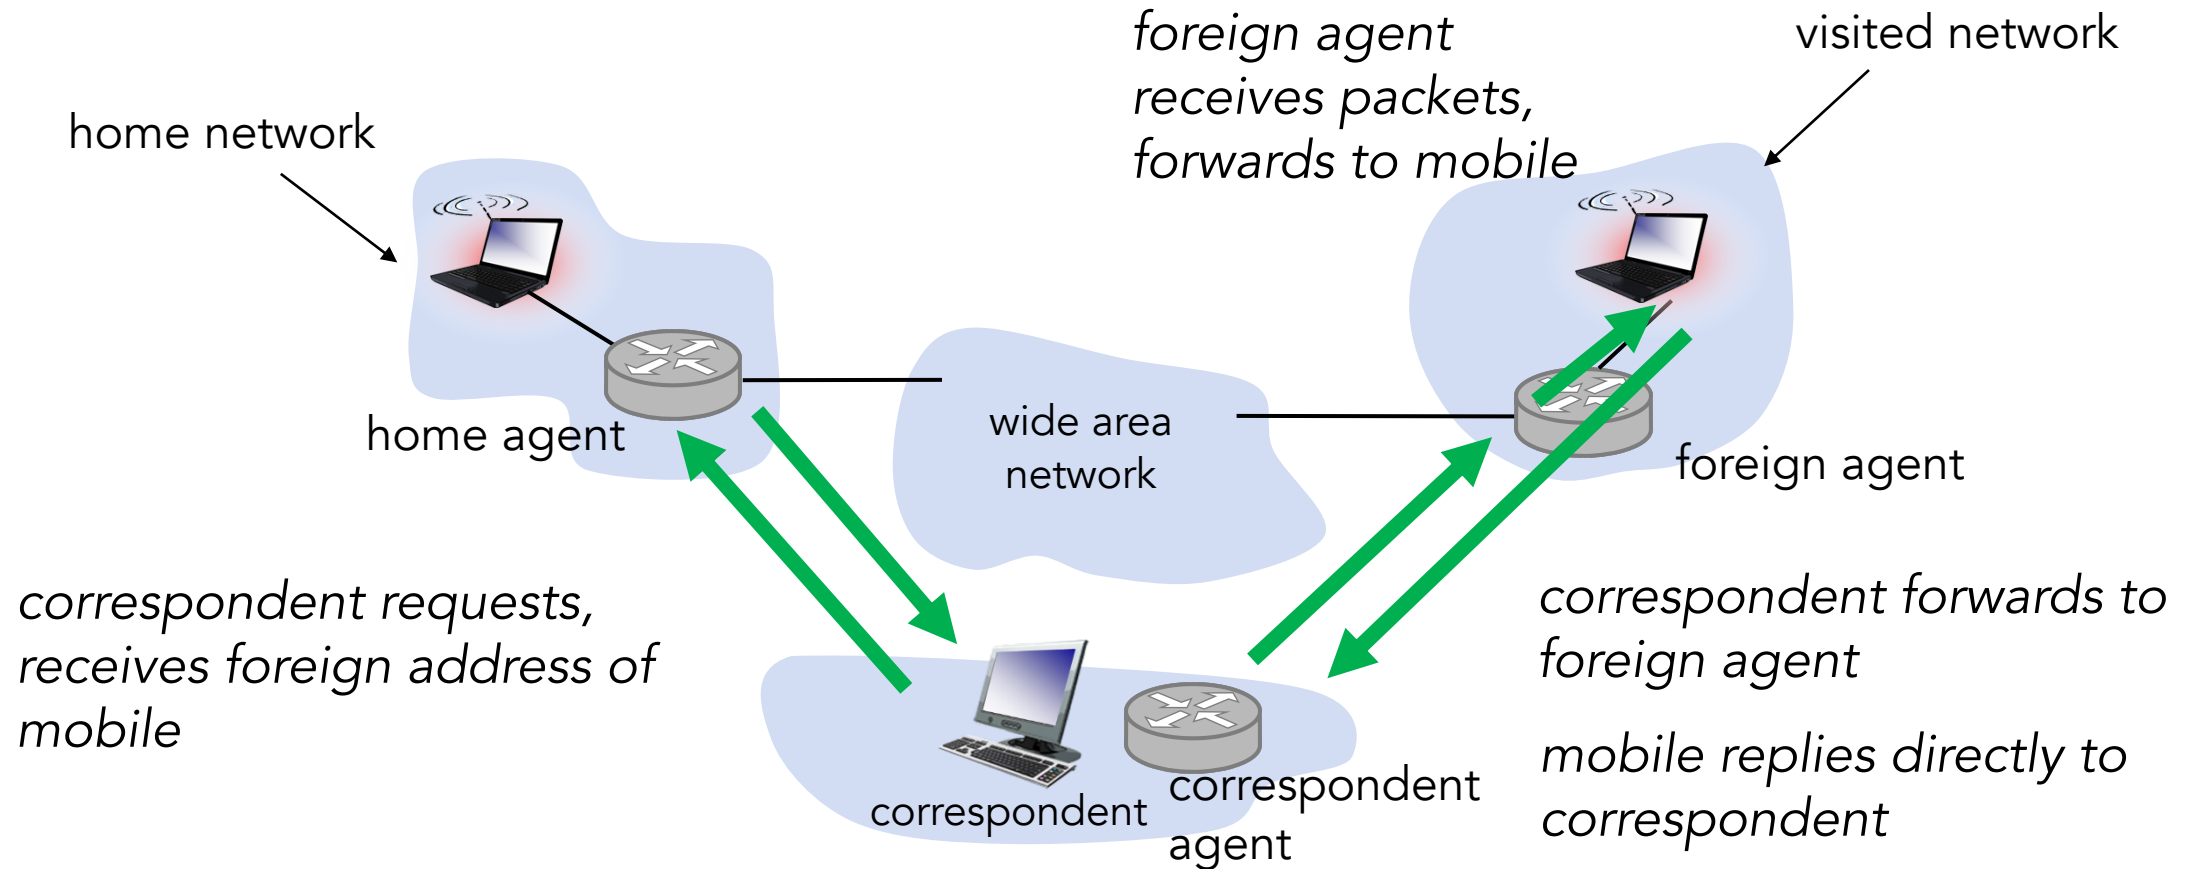 foreign agent
receives packets,
forwards to mobile
visited network
home network
home agent
wide area
network
foreign agent
correspondent requests,
receives foreign address of
mobile
correspondent forwards to
foreign agent
mobile replies directly to
correspondent
correspondent
correspondent
agent